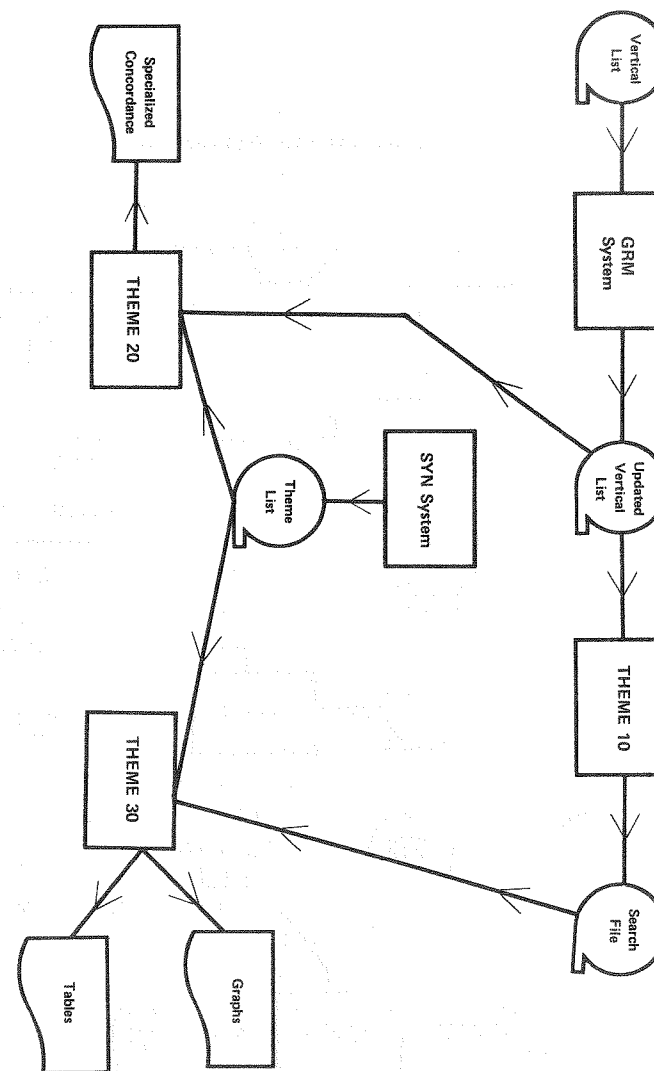 Vertical
List
GRM
System
Updated
Vertical
List
THEME 10
Search
File
SYN System
Theme
List
Specialized
Concordance
THEME 20
THEME 30
Graphs
Tables